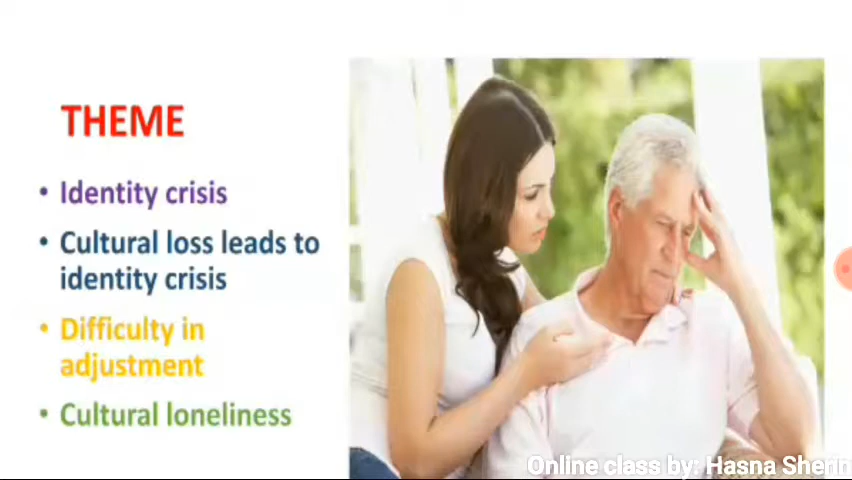 THEME
• Identity crisis
• Cultural loss leads to
identity crisis
• Difficulty in
adjustment
• Cultural loneliness
Online class by: Hasna Sherin